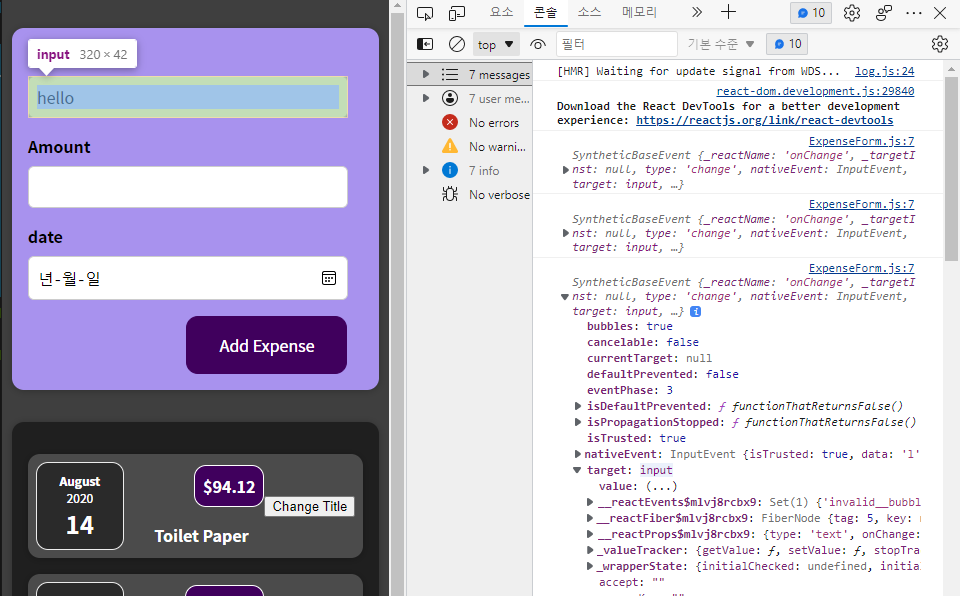 input 320 × 42
hello
Amount
date
년-월-일
Add Expense
August
2020
14
$94.12
Change Title
Toilet Paper
요소
콘솔
소스
메모리
10
top
필터
기본 수준
10
7 messages
7 user me...
No errors
No warni...
7 info
No verbose
[HMR] Waiting for update signal from WDS... log.js:24
react-dom.development.js:29840
Download the React DevTools for a better development
experience: https://reactjs.org/link/react-devtools
ExpenseForm.js:7
SyntheticBaseEvent {_reactName: 'onChange', _targetI
nst: null, type: 'change', nativeEvent: InputEvent,
target: input, …}
ExpenseForm.js:7
SyntheticBaseEvent {_reactName: 'onChange', _targetI
nst: null, type: 'change', nativeEvent: InputEvent,
target: input, …}
ExpenseForm.js:7
SyntheticBaseEvent {_reactName: 'onChange', _targetI
nst: null, type: 'change', nativeEvent: InputEvent,
target: input, …} i
bubbles: true
cancelable: false
currentTarget: null
defaultPrevented: false
eventPhase: 3
isDefaultPrevented: ƒ functionThatReturnsFalse()
isPropagationStopped: ƒ functionThatReturnsFalse()
isTrusted: true
nativeEvent: InputEvent {isTrusted: true, data: 'l'
target: input
value: (...)
__reactEvents$mlvj8rcbx9: Set(1) {'invalid__bubbl
__reactFiber$mlvj8rcbx9: FiberNode {tag: 5, key:
__reactProps$mlvj8rcbx9: {type: 'text', onChange:
_valueTracker: {getValue: ƒ, setValue: ƒ, stopTra
_wrapperState: {initialChecked: undefined, initia
accept: ""